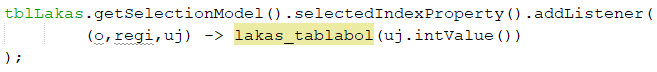 tblLakas.getSelectionModel().selectedIndexProperty().addListener(
(o,regi,uj) -> lakas_tablabol(uj.intValue())
);